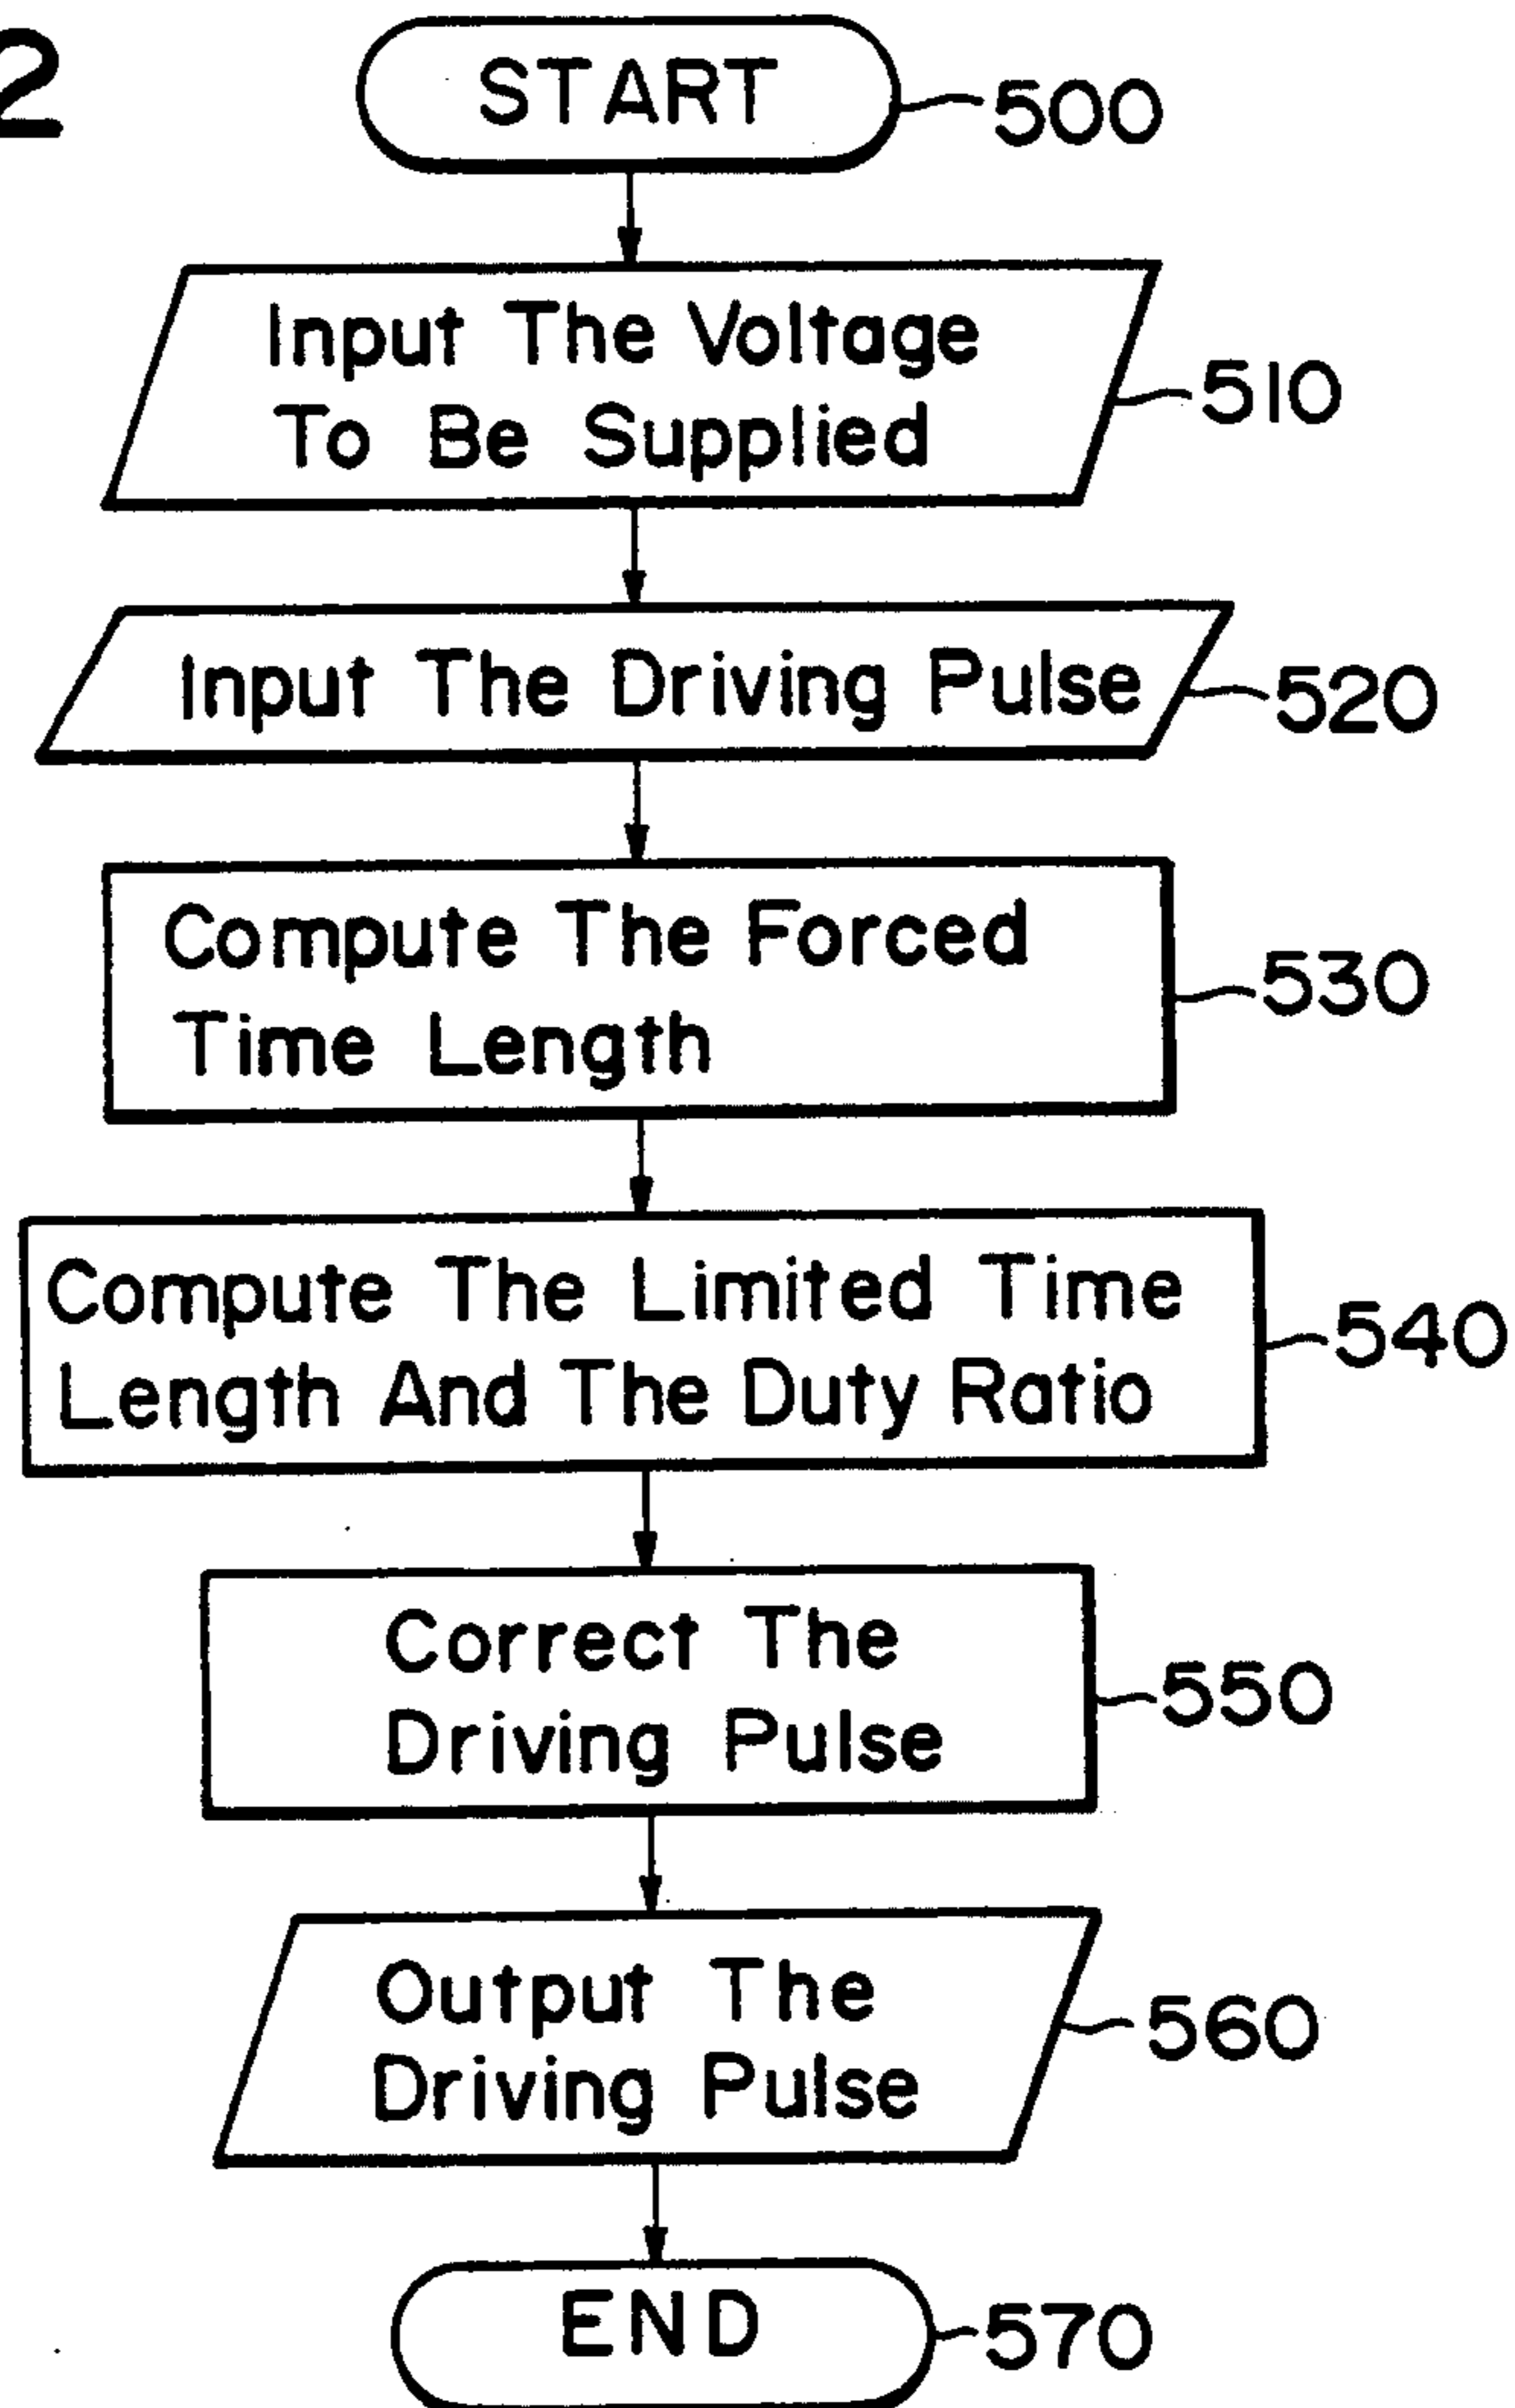 2
START
500
Input The Voltage
To Be Supplied
510
Input The Driving Pulse
520
Compute The Forced
Time Length
530
Compute The Limited Time
Length And The Duty Ratio
540
Correct The
Driving Pulse
550
Output The
Driving Pulse
560
END
570